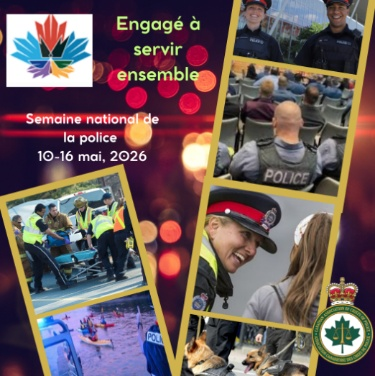 Engagé à
servir
ensemble
Semaine national de
la police
10-16 mai, 2026
POLICE